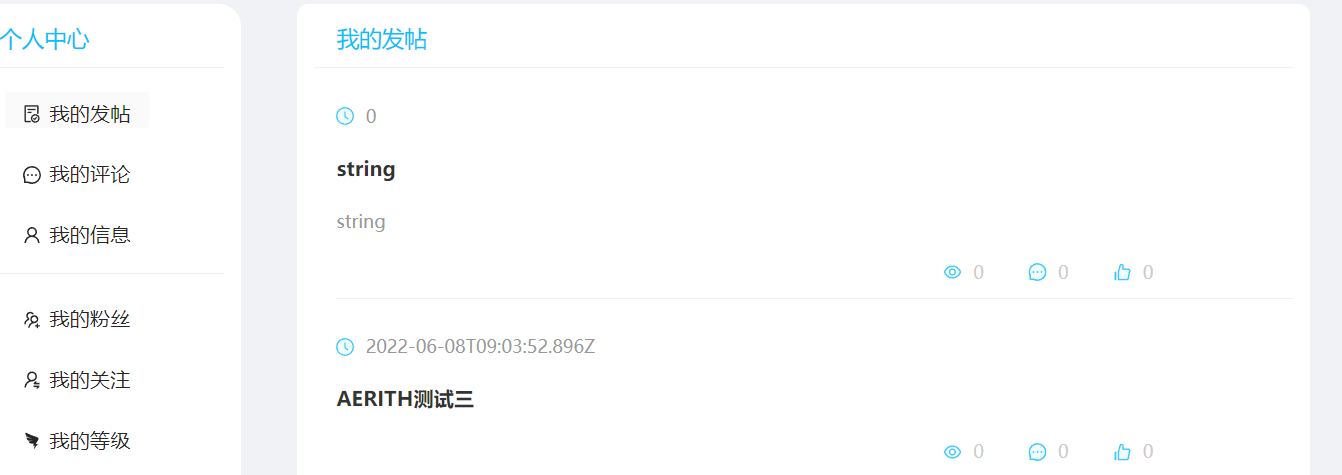 个人中心
我的发帖
我的评论
我的信息
我的粉丝
我的关注
我的等级
我的发帖
0
string
string
0 0 0
2022-06-08T09:03:52.896Z
AERITH测试三
0 0 0